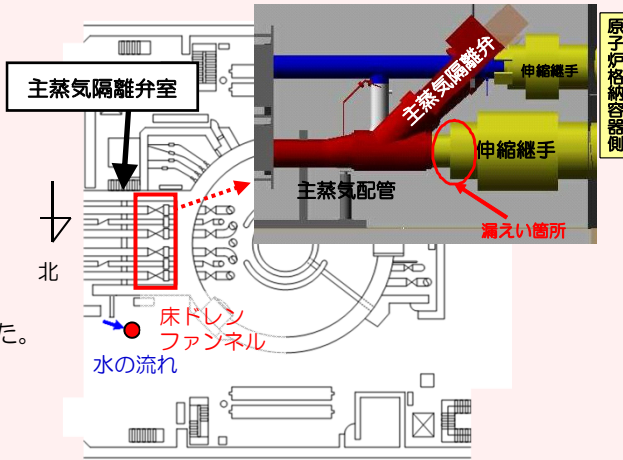 主蒸気隔離弁室
主蒸気隔離弁
伸縮継手
原子炉格納容器側
伸縮継手
主蒸気配管
漏えい箇所
北
床ドレン
ファンネル
た。
水の流れ